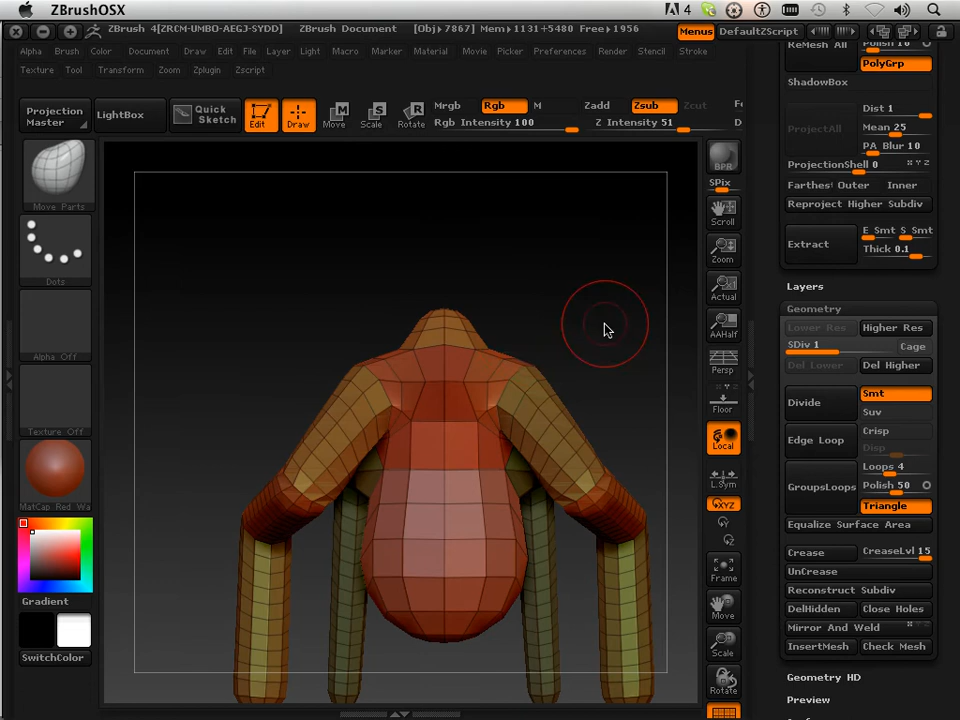 ZBrushOSX
4
ZBrush 4[ZRCM-UMBO-AEGJ-SYDD] ZBrush Document [Obj>7867] Mem>1131+5480 Free>1956 Menus DefaultZScript
Alpha Brush Color Document Draw Edit File Layer Light Macro Marker Material Movie Picker Preferences Render Stencil Stroke
Texture Tool Transform Zoom Zplugin Zscript
Projection Master
LightBox
Quick Sketch
Edit Draw Move Scale Rotate
Mrgb Rgb M Zadd Zsub Zcut
Rgb Intensity 100 Z Intensity 51
Move Parts
Dots
Alpha Off
Texture Off
MatCap Red Wa
Gradient
SwitchColor
BPR
SPix
Scroll
Zoom
Actual
AAHalf
Persp
Floor
Local
L.Sym
XYZ
Frame
Move
Scale
Rotate
ReMesh All Polish 10
PolyGrp
ShadowBox
ProjectAll
Dist 1
Mean 25
PA Blur 10
ProjectionShell 0
Farthest Outer Inner
Reproject Higher Subdiv
Extract
E Smt S Smt
Thick 0.1
Layers
Geometry
Lower Res Higher Res
SDiv 1 Cage
Del Lower Del Higher
Divide
Smt
Suv
Edge Loop
Crisp
Disp
GroupsLoops
Loops 4
Polish 50
Triangle
Equalize Surface Area
Crease CreaseLvl 15
UnCrease
Reconstruct Subdiv
DelHidden Close Holes
Mirror And Weld
InsertMesh Check Mesh
Geometry HD
Preview